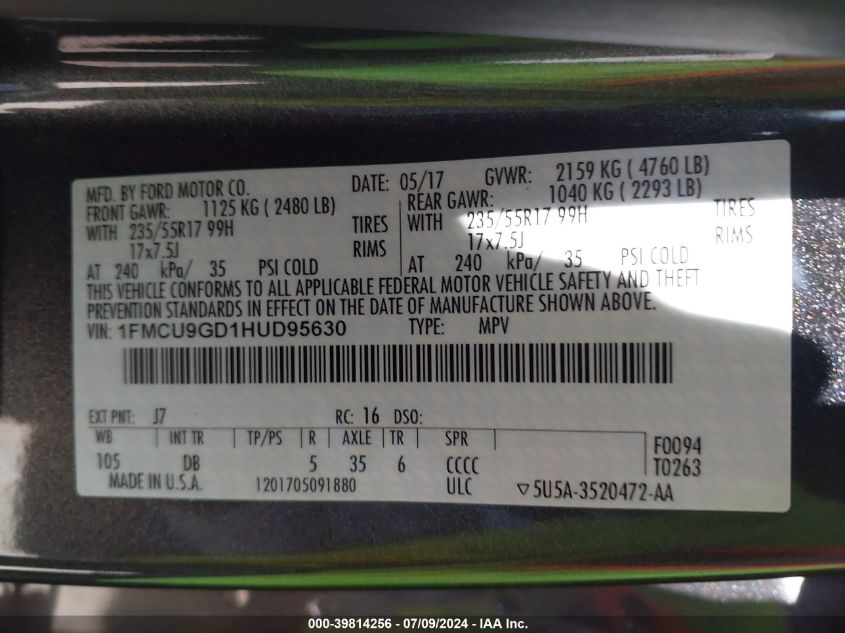 MFD. BY FORD MOTOR CO. DATE: 05/17 GVWR: 2159 KG ( 4760 LB)
FRONT GAWR: 1125 KG ( 2480 LB) REAR GAWR: 1040 KG ( 2293 LB)
WITH 235/55R17 99H TIRES WITH 235/55R17 99H TIRES
17x7.5J RIMS 17x7.5J RIMS
AT 240 kPa/ 35 PSI COLD AT 240 kPa/ 35 PSI COLD
THIS VEHICLE CONFORMS TO ALL APPLICABLE FEDERAL MOTOR VEHICLE SAFETY AND THEFT
PREVENTION STANDARDS IN EFFECT ON THE DATE OF MANUFACTURE SHOWN ABOVE.
VIN: 1FMCU9GD1HUD95630 TYPE: MPV
EXT PNT: J7 RC: 16 DSO:
WB INT TR TP/PS R AXLE TR SPR F0094
105 DB 5 35 6 CCCC T0263
MADE IN U.S.A. 1201705091880 ULC ▽5U5A-3520472-AA
000-39814256 - 07/09/2024 - IAA Inc.